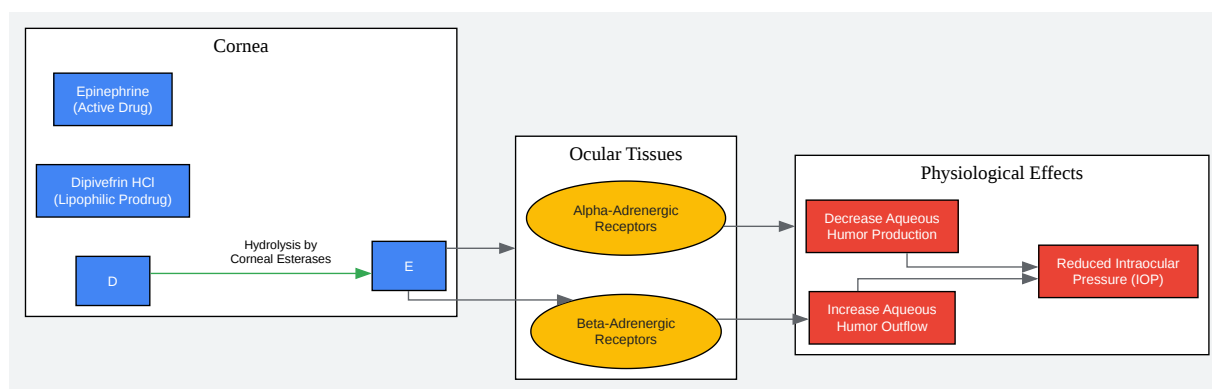 Cornea
Epinephrine
(Active Drug)
Dipivefrin HCl
(Lipophilic Prodrug)
D
Hydrolysis by
Corneal Esterases
E
Ocular Tissues
Alpha-Adrenergic
Receptors
Beta-Adrenergic
Receptors
Physiological Effects
Decrease Aqueous
Humor Production
Increase Aqueous
Humor Outflow
Reduced Intraocular
Pressure (IOP)